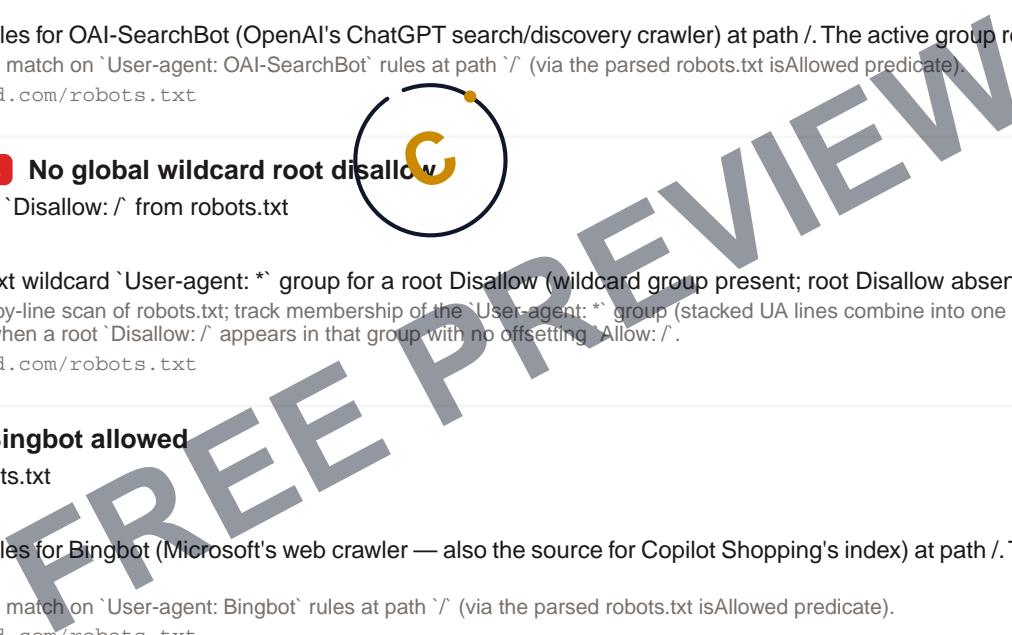 les for OAI-SearchBot (OpenAI's ChatGPT search/discovery crawler) at path /. The active group r
match on `User-agent: OAI-SearchBot` rules at path `/` (via the parsed robots.txt isAllowed predicate).
d.com/robots.txt
No global wildcard root disallow
C
`Disallow: /` from robots.txt
xt wildcard `User-agent: *` group for a root Disallow (wildcard group present; root Disallow absen
by-line scan of robots.txt; track membership of the `User-agent: *` group (stacked UA lines combine into one
when a root `Disallow: /` appears in that group with no offsetting `Allow: /`.
d.com/robots.txt
Bingbot allowed
ts.txt
les for Bingbot (Microsoft's web crawler — also the source for Copilot Shopping's index) at path /. T
match on `User-agent: Bingbot` rules at path `/` (via the parsed robots.txt isAllowed predicate).
d.com/robots.txt
FREE PREVIEW